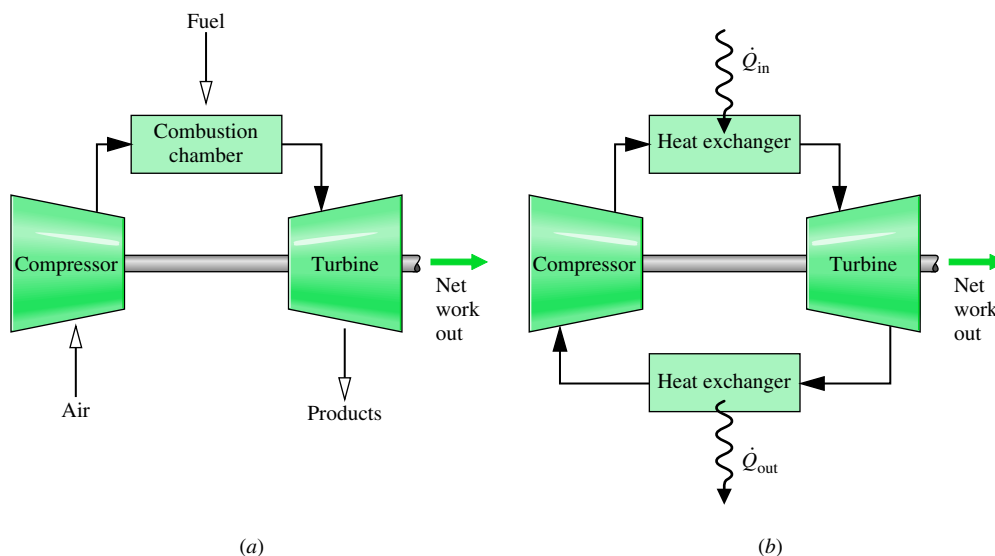 Fuel
Combustion
chamber
Compressor
Turbine
Net
work
out
Air
Products
(a)
Q̇in
Heat exchanger
Compressor
Turbine
Net
work
out
Heat exchanger
Q̇out
(b)